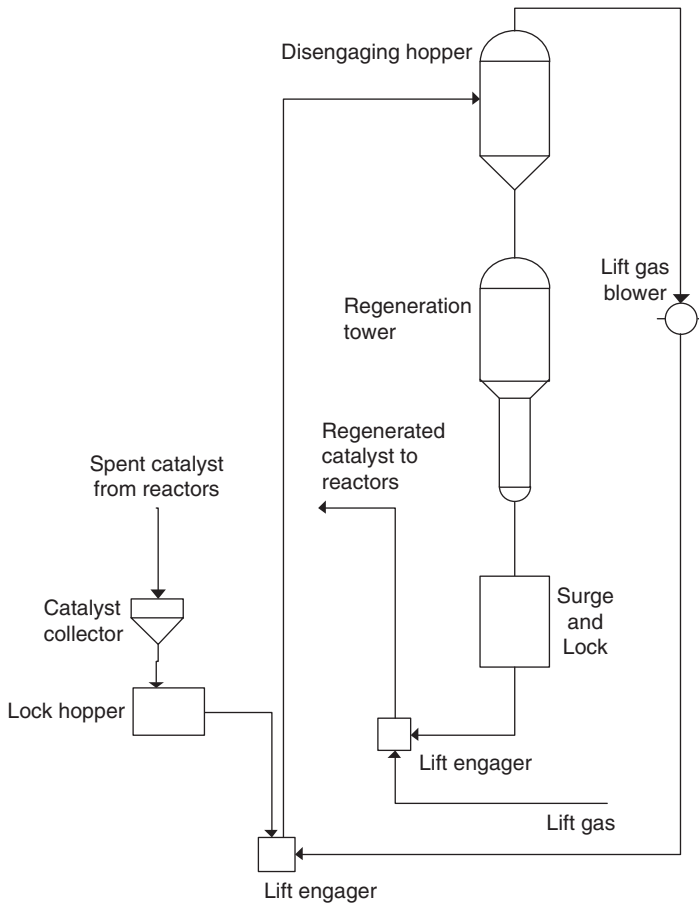 Disengaging hopper
Lift gas
blower
Regeneration
tower
Regenerated
catalyst to
reactors
Spent catalyst
from reactors
Catalyst
collector
Surge
and
Lock
Lock hopper
Lift engager
Lift gas
Lift engager